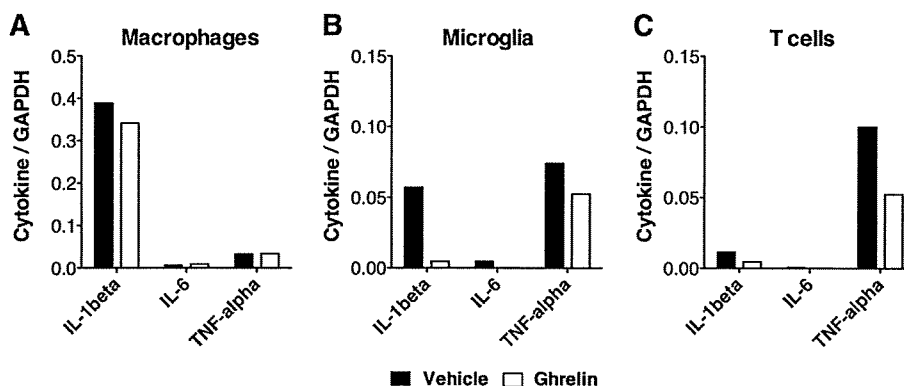 A Macrophages
Cytokine / GAPDH
0.5
0.4
0.3
0.2
0.1
0.0
IL-1beta
IL-6
TNF-alpha
B Microglia
Cytokine / GAPDH
0.15
0.10
0.05
0.00
IL-1beta
IL-6
TNF-alpha
C T cells
Cytokine / GAPDH
0.15
0.10
0.05
0.00
IL-1beta
IL-6
TNF-alpha
Vehicle Ghrelin